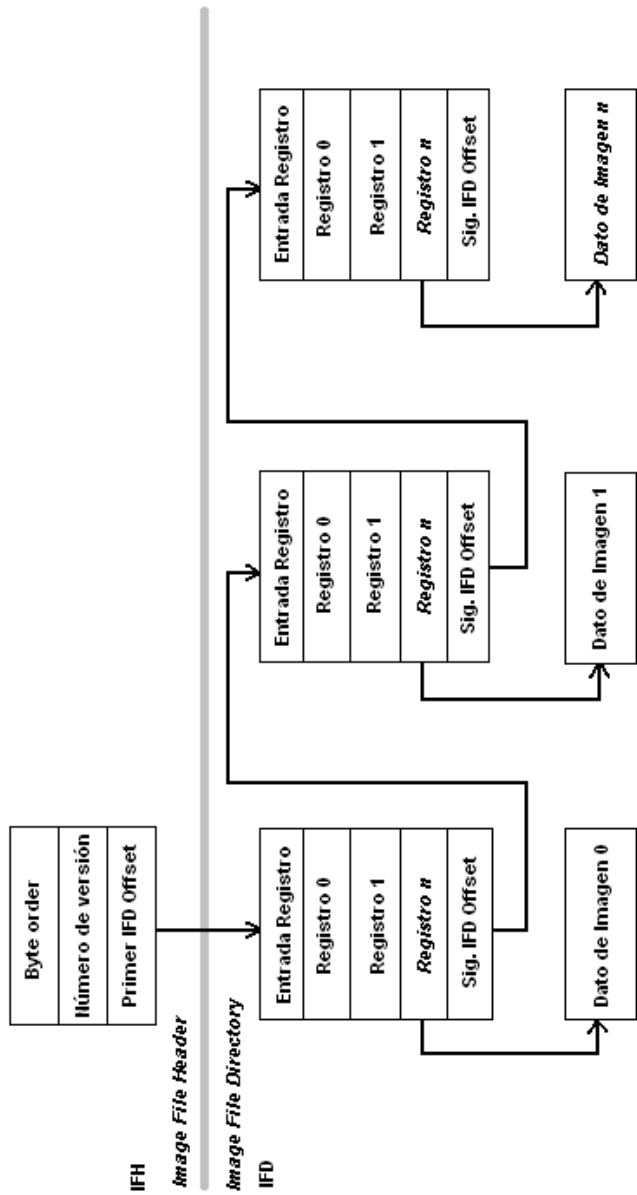 IFH
Image File Header
Byte order
Número de versión
Primer IFD Offset
Image File Directory
IFD
Entrada Registro
Registro 0
Registro 1
Registro n
Sig. IFD Offset
Dato de Imagen 0
Entrada Registro
Registro 0
Registro 1
Registro n
Sig. IFD Offset
Dato de Imagen 1
Entrada Registro
Registro 0
Registro 1
Registro n
Sig. IFD Offset
Dato de Imagen n